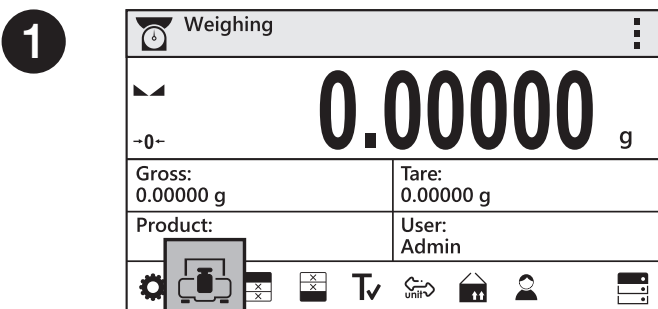 1
Weighing
0.00000 g
→0←
Gross:
0.00000 g
Tare:
0.00000 g
Product:
User:
Admin
T
unit